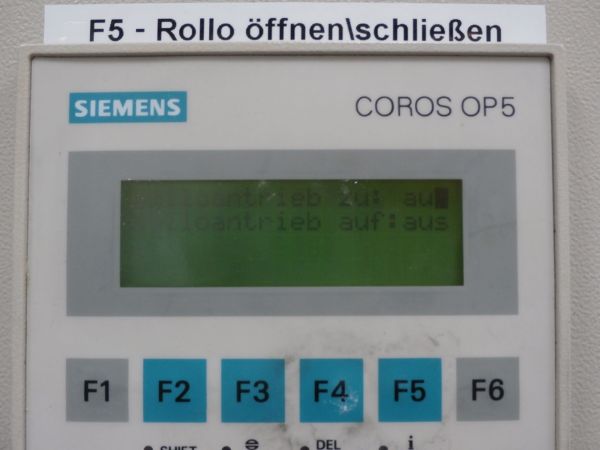 F5 - Rollo öffnen\schließen
SIEMENS
COROS OP5
zu: au
auf:aus
F1 F2 F3 F4 F5 F6
DEL i